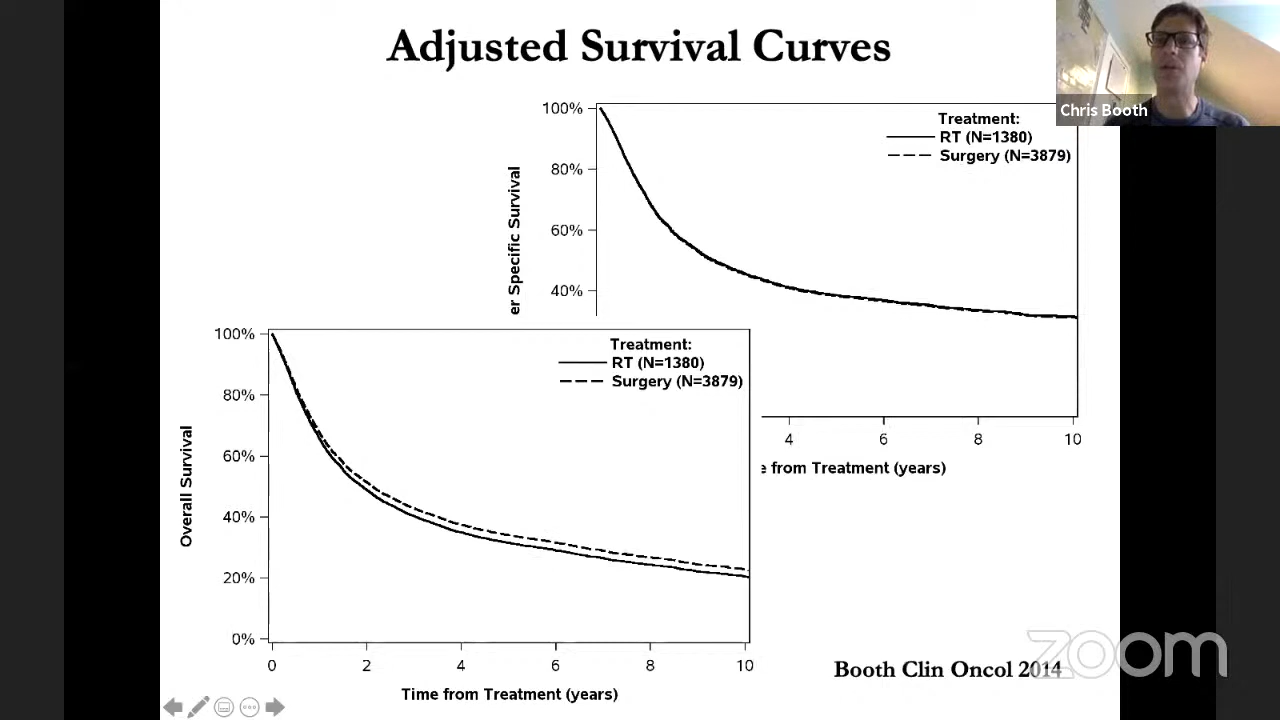 Adjusted Survival Curves
Chris Booth
100%
80%
60%
40%
er Specific Survival
Treatment:
RT (N=1380)
Surgery (N=3879)
4
6
8
10
e from Treatment (years)
100%
80%
60%
40%
20%
0%
Overall Survival
Treatment:
RT (N=1380)
Surgery (N=3879)
0
2
4
6
8
10
Time from Treatment (years)
Booth Clin Oncol 2014
zoom